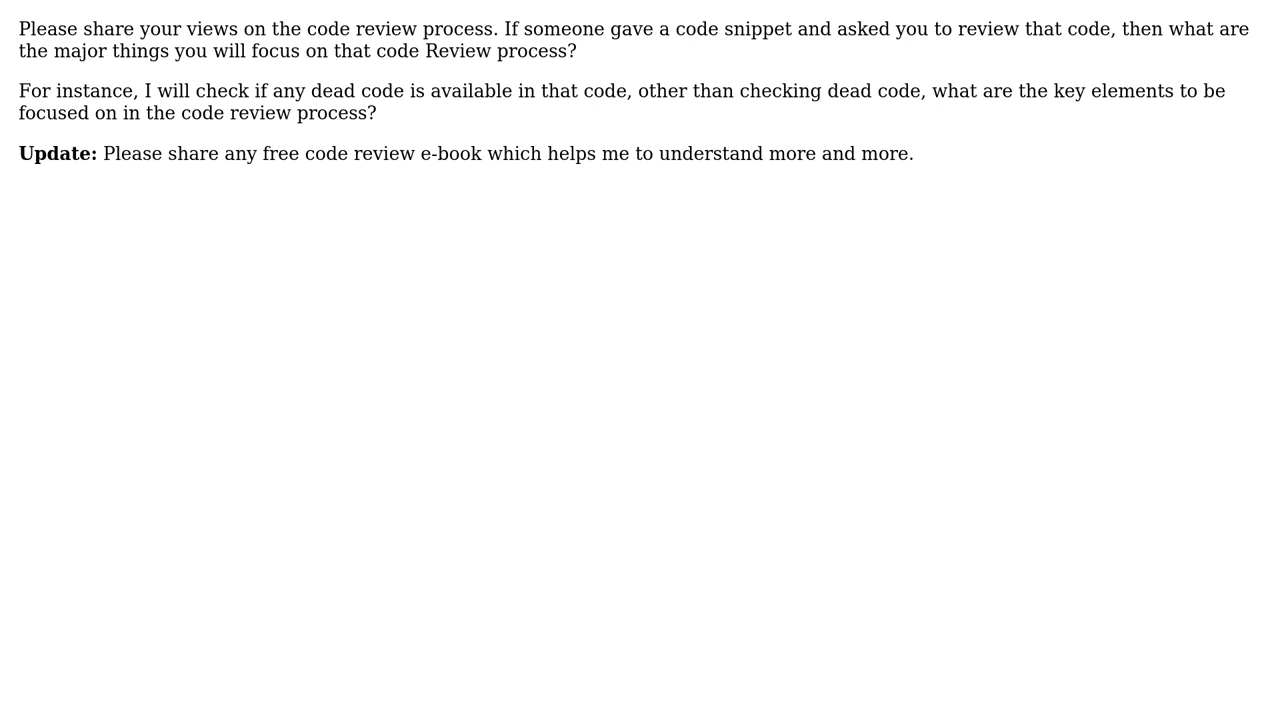 Please share your views on the code review process. If someone gave a code snippet and asked you to review that code, then what are
the major things you will focus on that code Review process?
For instance, I will check if any dead code is available in that code, other than checking dead code, what are the key elements to be
focused on in the code review process?
Update: Please share any free code review e-book which helps me to understand more and more.